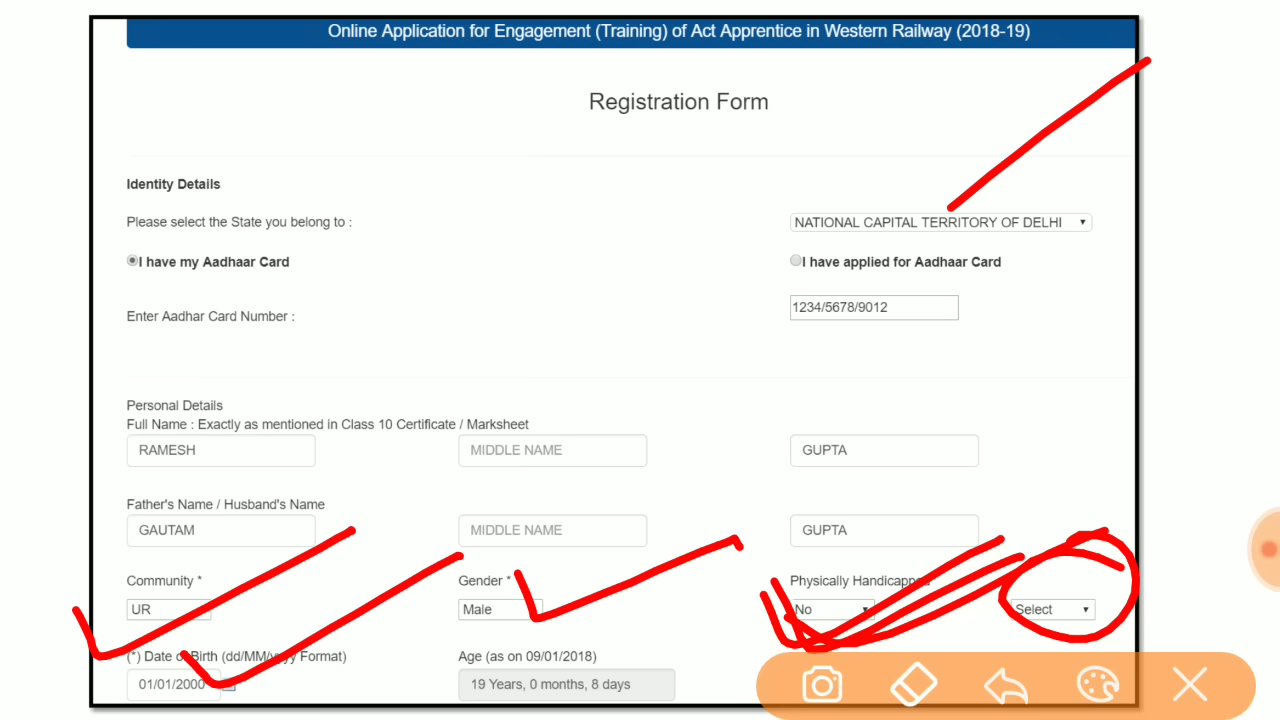 Online Application for Engagement (Training) of Act Apprentice in Western Railway (2018-19)
Registration Form
Identity Details
Please select the State you belong to :
NATIONAL CAPITAL TERRITORY OF DELHI
I have my Aadhaar Card
I have applied for Aadhaar Card
Enter Aadhar Card Number :
1234/5678/9012
Personal Details
Full Name : Exactly as mentioned in Class 10 Certificate / Marksheet
RAMESH
MIDDLE NAME
GUPTA
Father's Name / Husband's Name
GAUTAM
MIDDLE NAME
GUPTA
Community *
Gender *
Physically Handicapped
UR
Male
No
Select
(*) Date of Birth (dd/MM/yyyy Format)
Age (as on 09/01/2018)
01/01/2000
19 Years, 0 months, 8 days